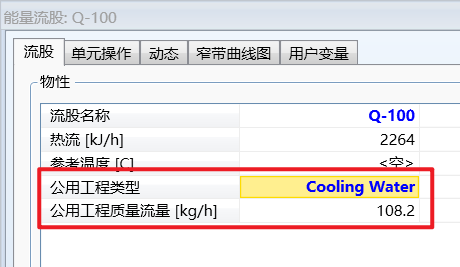 能量流股: Q-100
流股 单元操作 动态 窄带曲线图 用户变量
物性
流股名称 Q-100
热流 [kJ/h] 2264
参考温度 [C] <空>
公用工程类型 Cooling Water
公用工程质量流量 [kg/h] 108.2